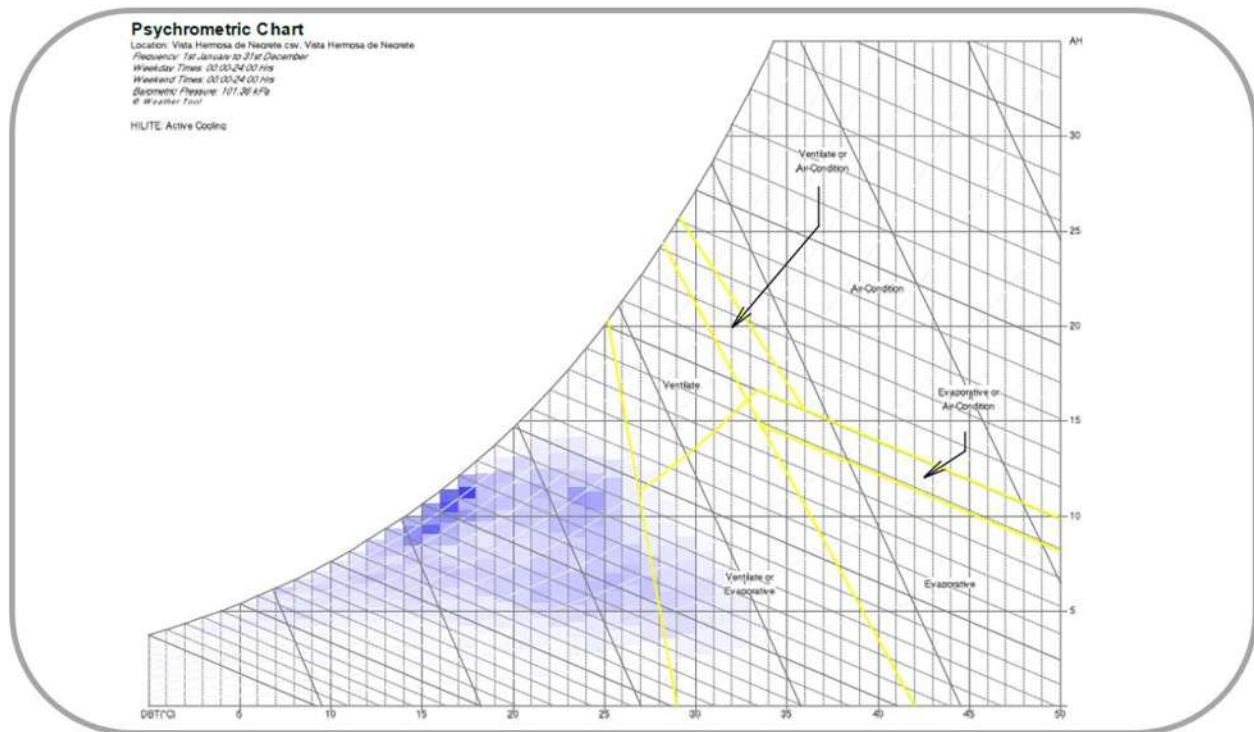 Psychrometric Chart
Location: Vista Hermosa de Negrete csv, Vista Hermosa de Negrete
Frequency: 1st January to 31st December
Weekday Times: 00:00-24:00 Hrs
Weekend Times: 00:00-24:00 Hrs
Barometric Pressure: 101.36 kPa
© Weather Tool
HILITE: Active Cooling
AH
30
Ventilate or
Air-Condition
25
Air-Condition
20
Ventilate
Evaporative or
Air-Condition
15
10
Ventilate or
Evaporative
Evaporative
5
DBT(°C) 5 10 15 20 25 30 35 40 45 50